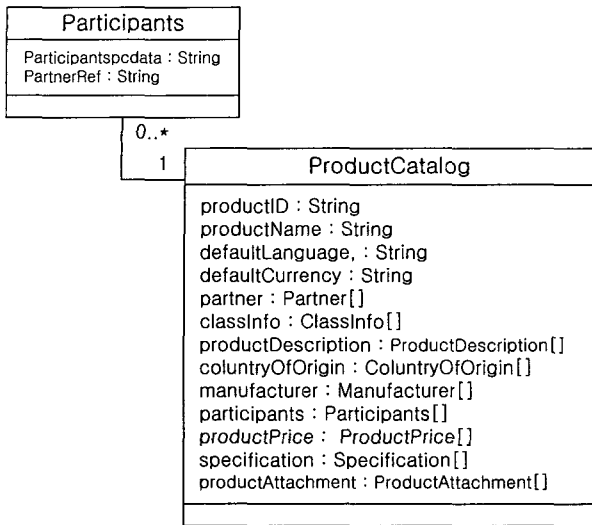 Participants
Participantspcdata : String
PartnerRef : String
0..*
1
ProductCatalog
productID : String
productName : String
defaultLanguage, : String
defaultCurrency : String
partner : Partner[]
classInfo : ClassInfo[]
productDescription : ProductDescription[]
coluntryOfOrigin : ColuntryOfOrigin[]
manufacturer : Manufacturer[]
participants : Participants[]
productPrice : ProductPrice[]
specification : Specification[]
productAttachment : ProductAttachment[]